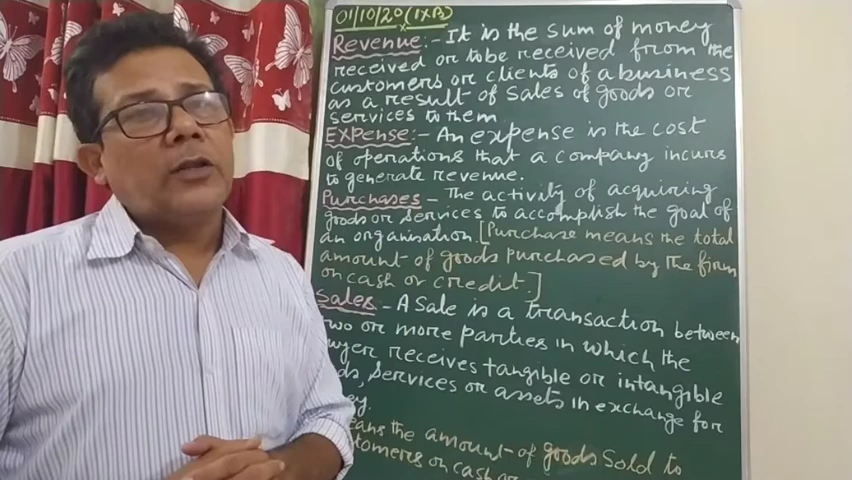 01/10/20 (IXB)
Revenue:- It is the sum of money
received or to be received from the
customers or clients of a business
as a result of sales of goods or
services to them.
Expense:- An expense is the cost
of operations that a company incurs
to generate revenue.
Purchases - The activity of acquiring
goods or services to accomplish the goal of
an organisation. [Purchase means the total
amount of goods purchased by the firm
on cash or credit.]
Sales - A sale is a transaction between
two or more parties in which the
receives tangible or intangible
services or assets in exchange for
means the amount of goods sold to
customers on cash or